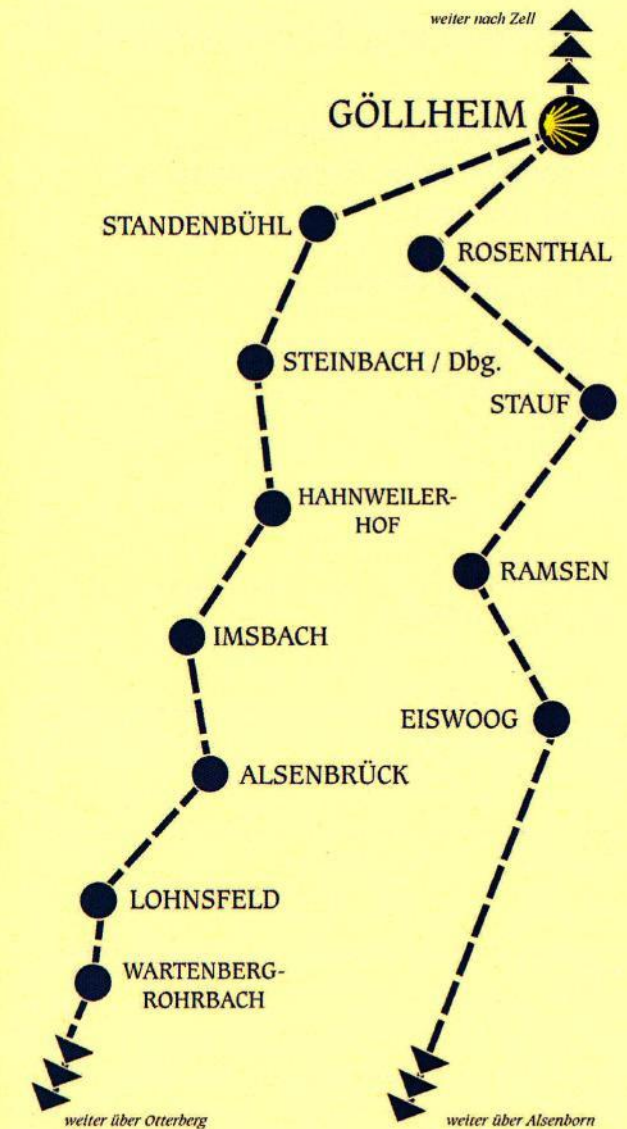 weiter nach Zell
GÖLLHEIM
STANDENBÜHL
ROSENTHAL
STEINBACH / Dbg.
STAUF
HAHNWEILER-
HOF
RAMSEN
IMSBACH
EISWOOG
ALSENBRÜCK
LOHNSFELD
WARTENBERG-
ROHRBACH
weiter über Otterberg
weiter über Alsenborn